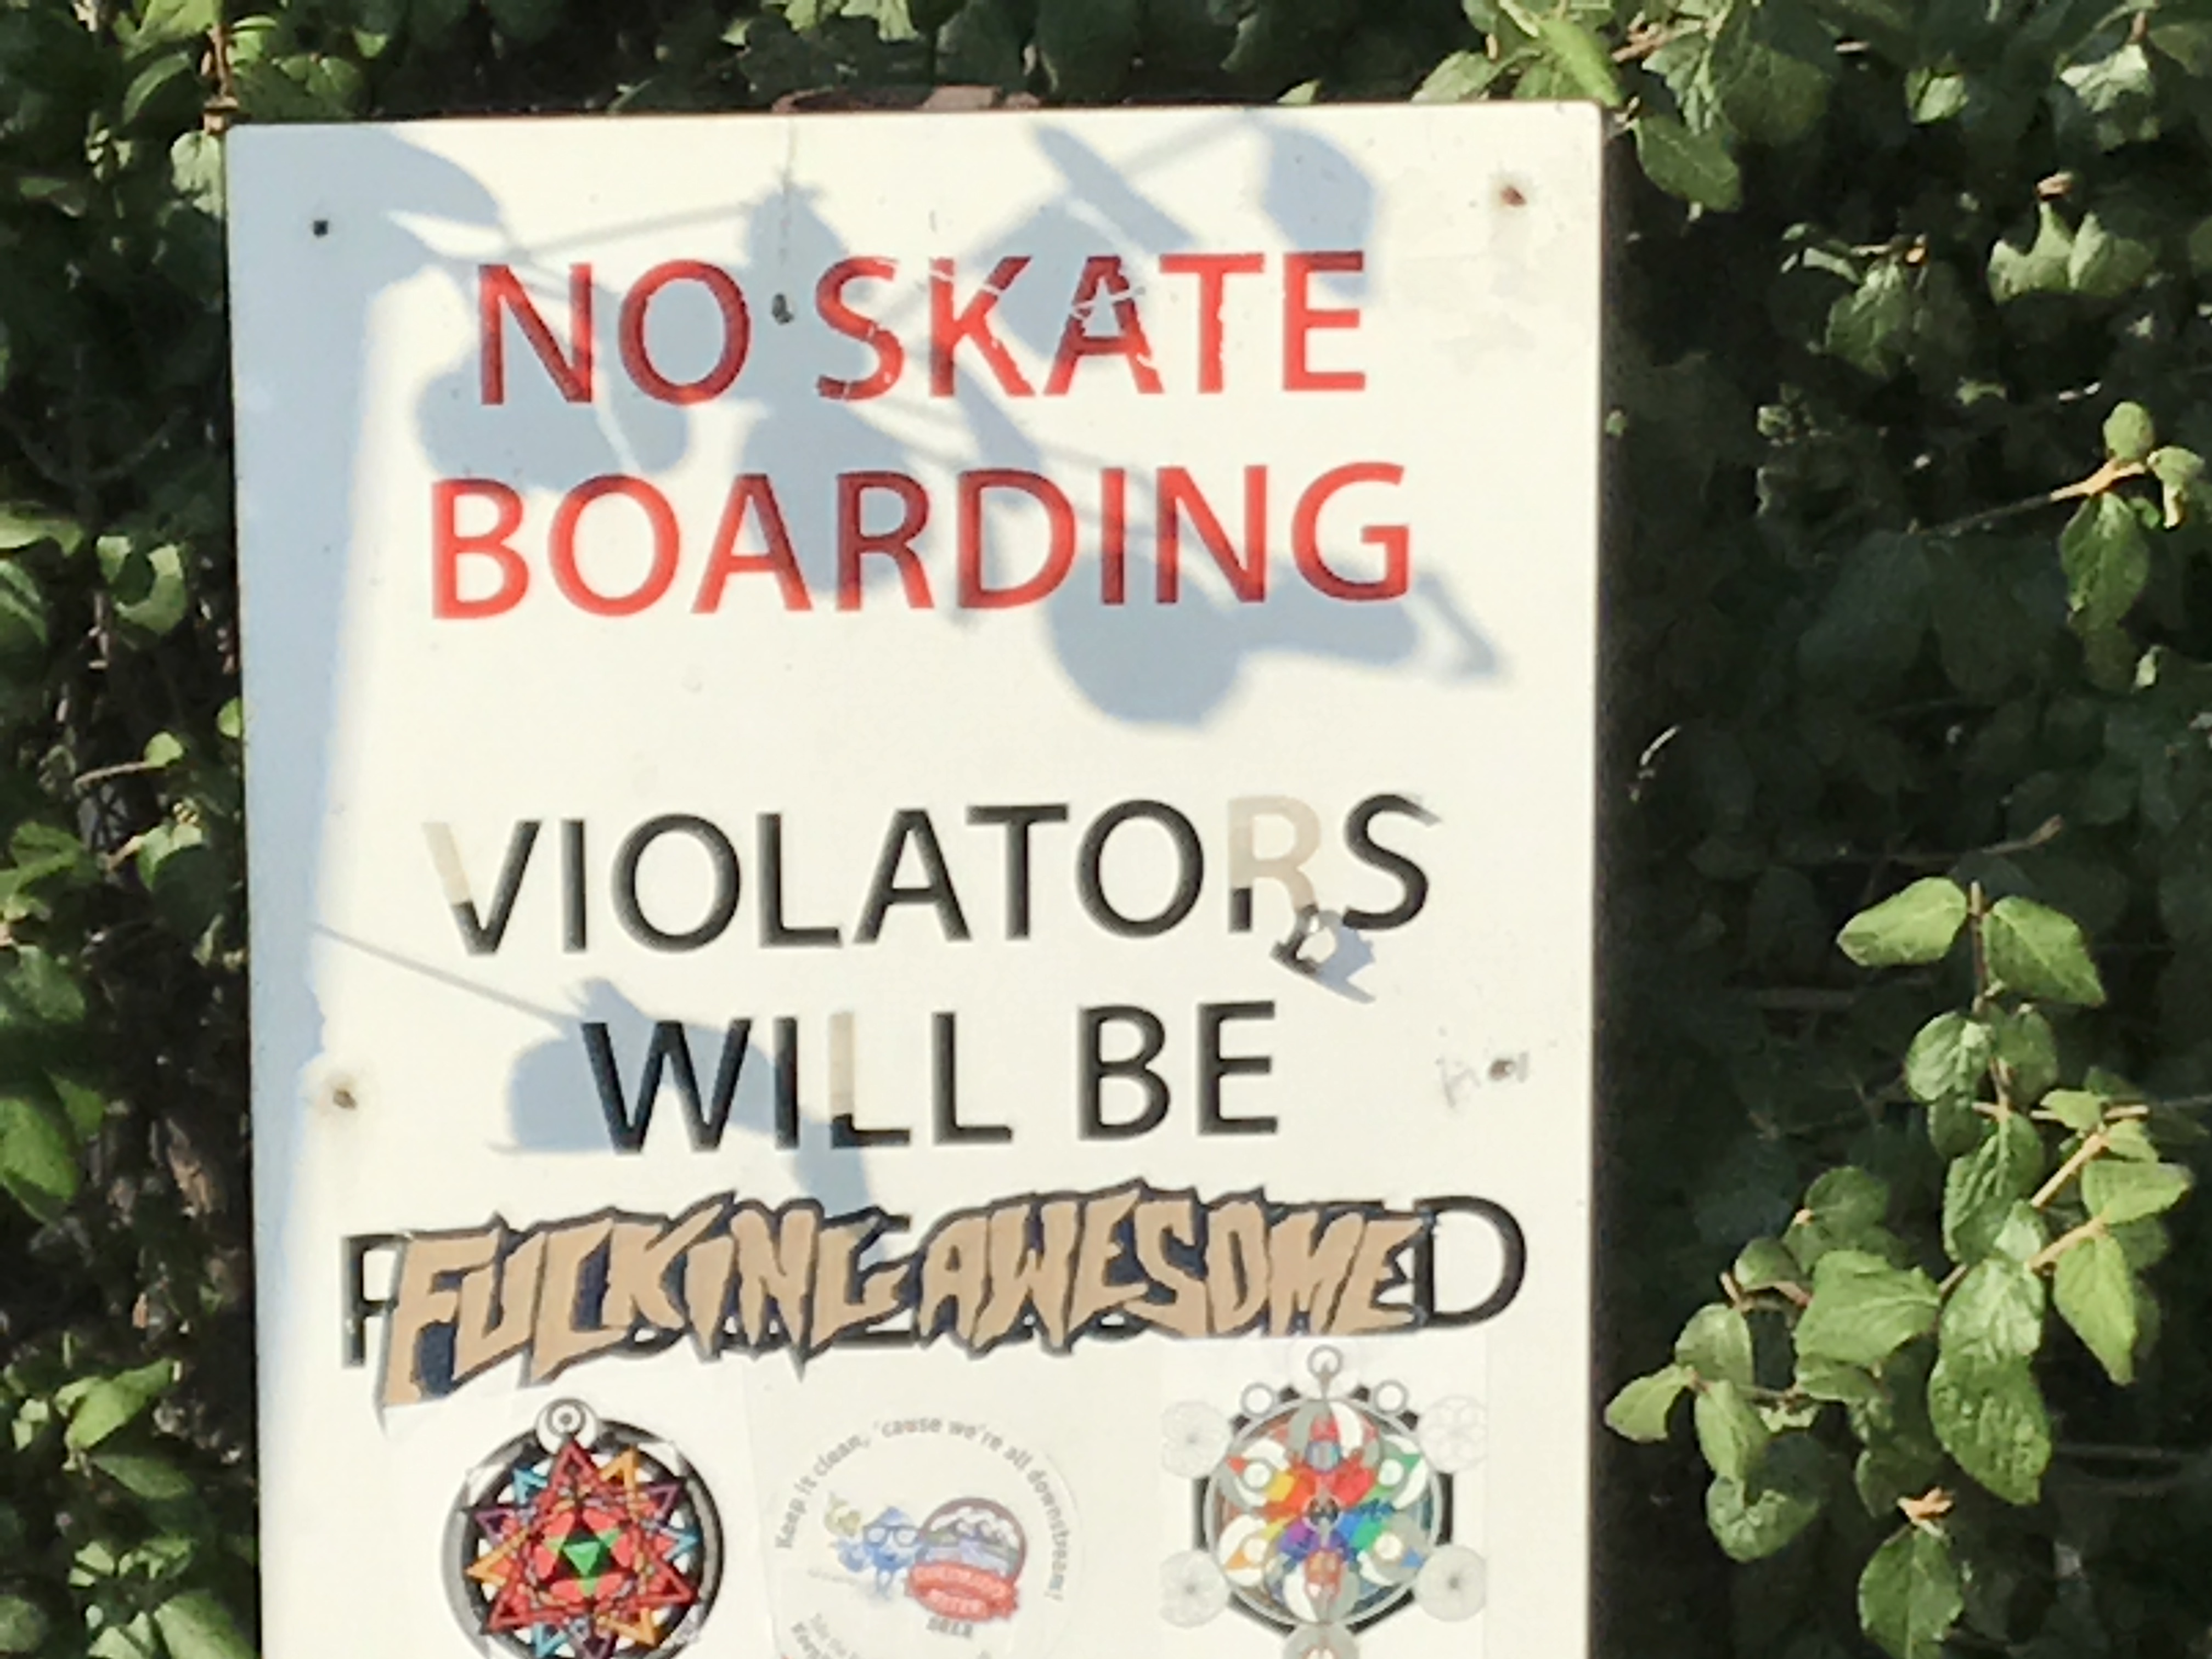 NO SKATE
BOARDING
VIOLATORS
WILL BE
FUCKING AWESOME D
Keep it clean, 'cause we're all downstream!